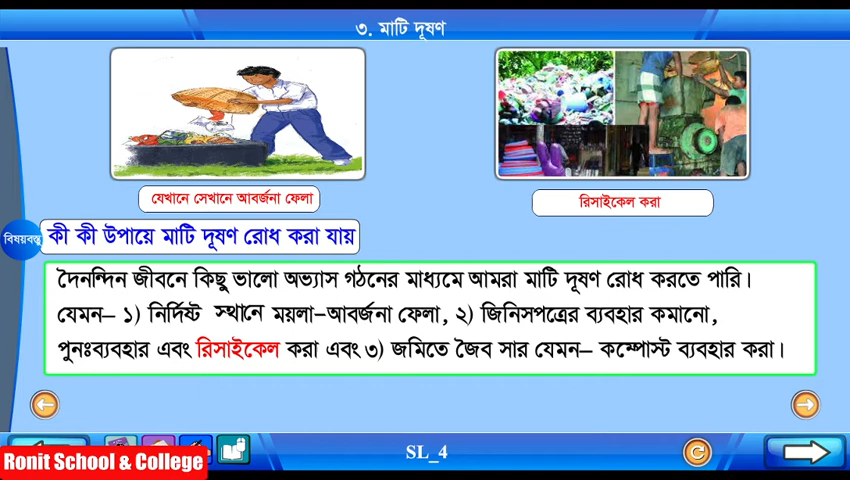 ৩. মাটি দূষণ
যেখানে সেখানে আবর্জনা ফেলা
রিসাইকেল করা
বিষয়বস্তু
কী কী উপায়ে মাটি দূষণ রোধ করা যায়
দৈনন্দিন জীবনে কিছু ভালো অভ্যাস গঠনের মাধ্যমে আমরা মাটি দূষণ রোধ করতে পারি।
যেমন– ১) নির্দিষ্ট স্থানে ময়লা-আবর্জনা ফেলা, ২) জিনিসপত্রের ব্যবহার কমানো,
পুনঃব্যবহার এবং রিসাইকেল করা এবং ৩) জমিতে জৈব সার যেমন– কম্পোস্ট ব্যবহার করা।
SL_4
Ronit School & College